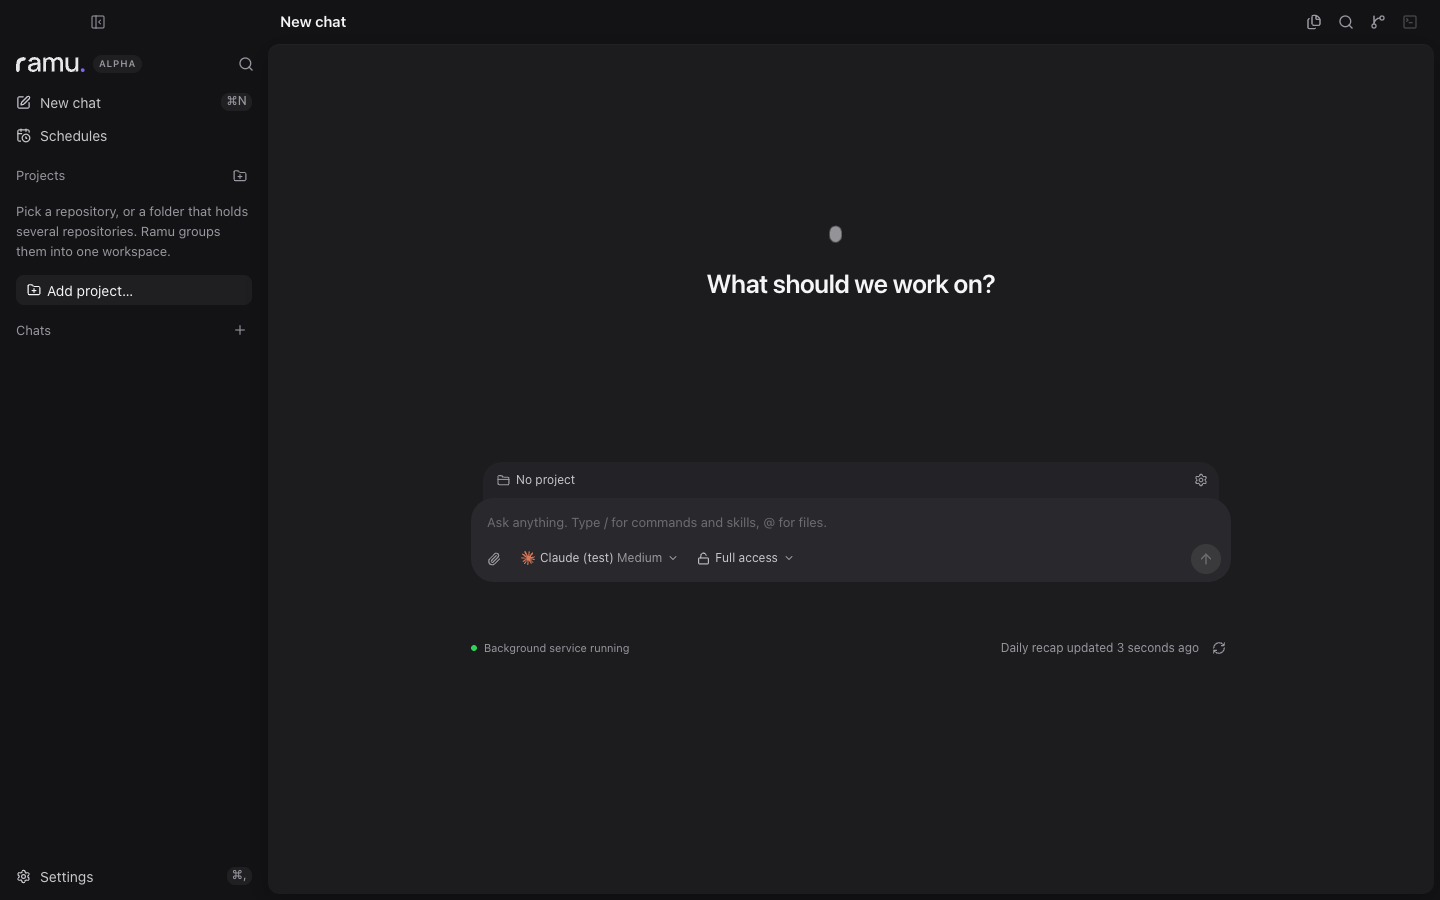 New chat
ramu.
ALPHA
New chat
⌘N
Schedules
Projects
Pick a repository, or a folder that holds
several repositories. Ramu groups
them into one workspace.
Add project...
Chats
What should we work on?
No project
Ask anything. Type / for commands and skills, @ for files.
Claude (test) Medium
Full access
Background service running
Daily recap updated 3 seconds ago
Settings
⌘,